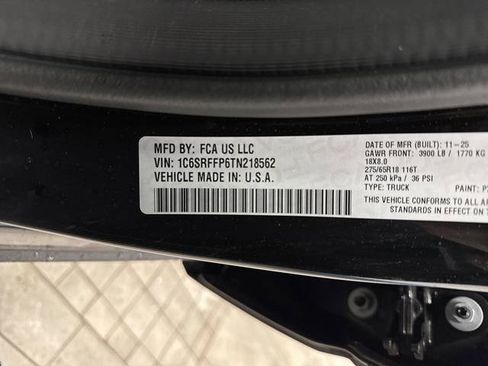 MFD BY: FCA US LLC
VIN: 1C6SRFFP6TN218562
VEHICLE MADE IN: U.S.A.
DATE OF MFR (BUILT): 11-25
GAWR FRONT: 3900 LB / 1770 KG
18X8.0
275/65R18 116T
AT 250 kPa / 36 PSI
TYPE: TRUCK PAINT:
THIS VEHICLE CONFORMS TO ALL
STANDARDS IN EFFECT ON